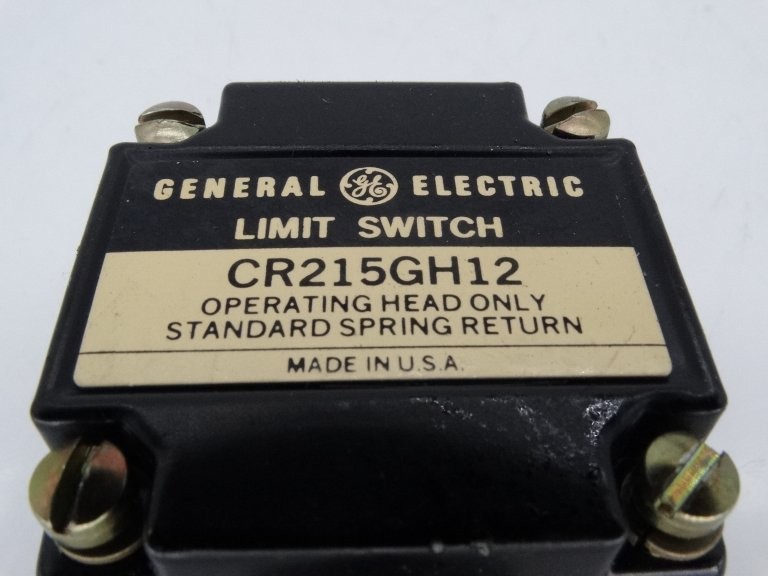 GENERAL GE ELECTRIC
LIMIT SWITCH
CR215GH12
OPERATING HEAD ONLY
STANDARD SPRING RETURN
MADE IN U.S.A.